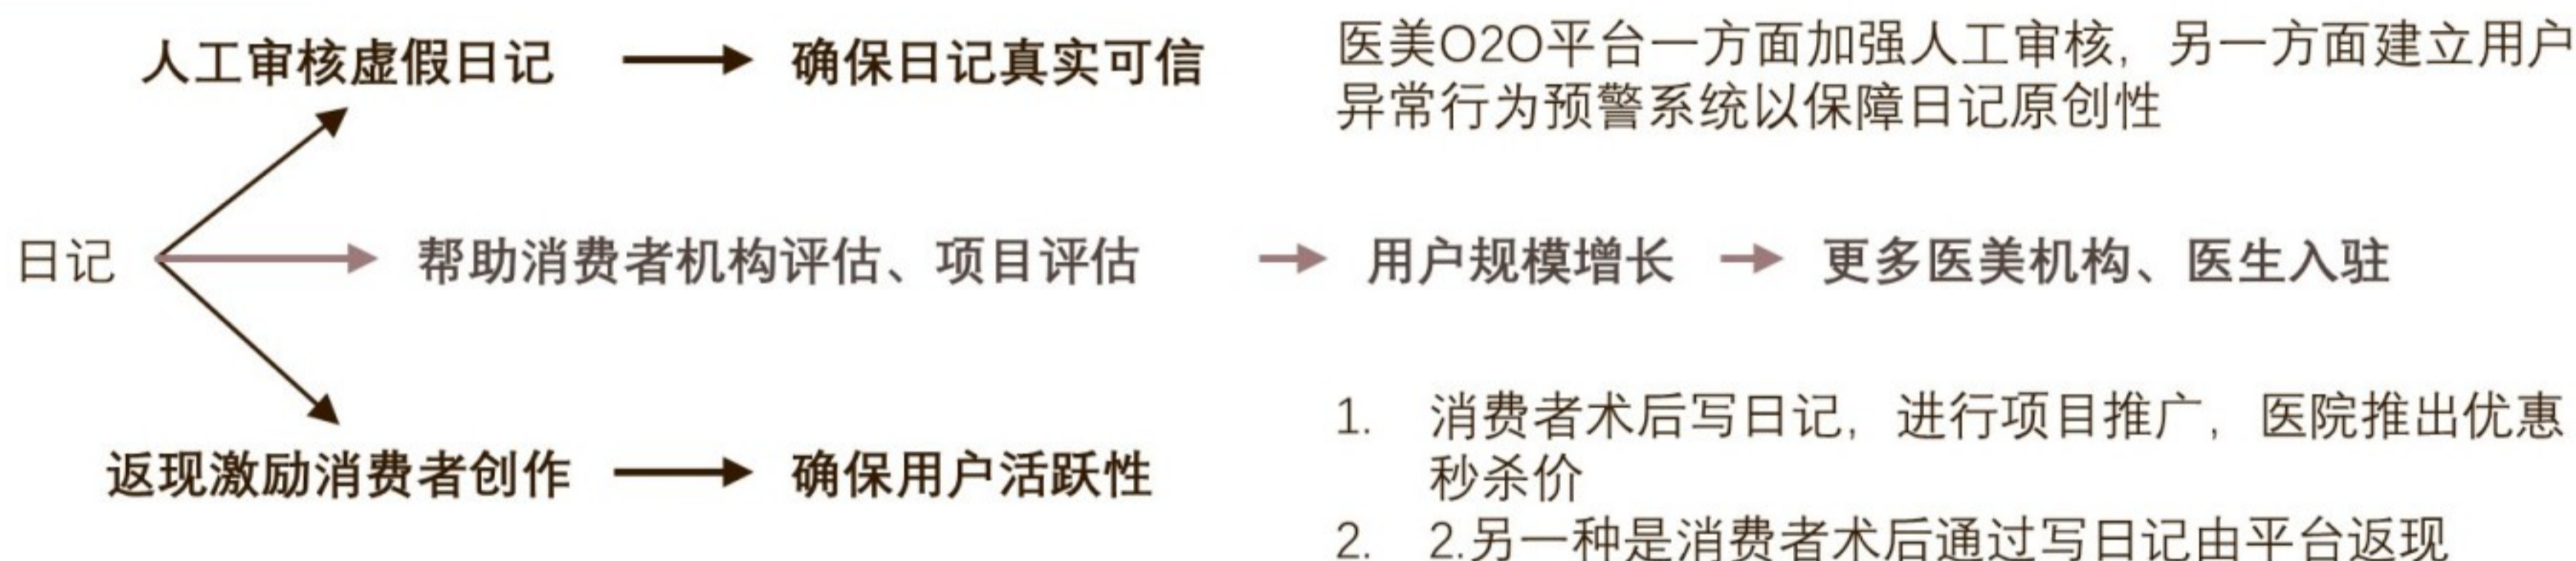 人工审核虚假日记
确保日记真实可信
医美O2O平台一方面加强人工审核，另一方面建立用户
异常行为预警系统以保障日记原创性
日记
帮助消费者机构评估、项目评估
用户规模增长
更多医美机构、医生入驻
返现激励消费者创作
确保用户活跃性
1. 消费者术后写日记，进行项目推广，医院推出优惠
秒杀价
2. 2.另一种是消费者术后通过写日记由平台返现